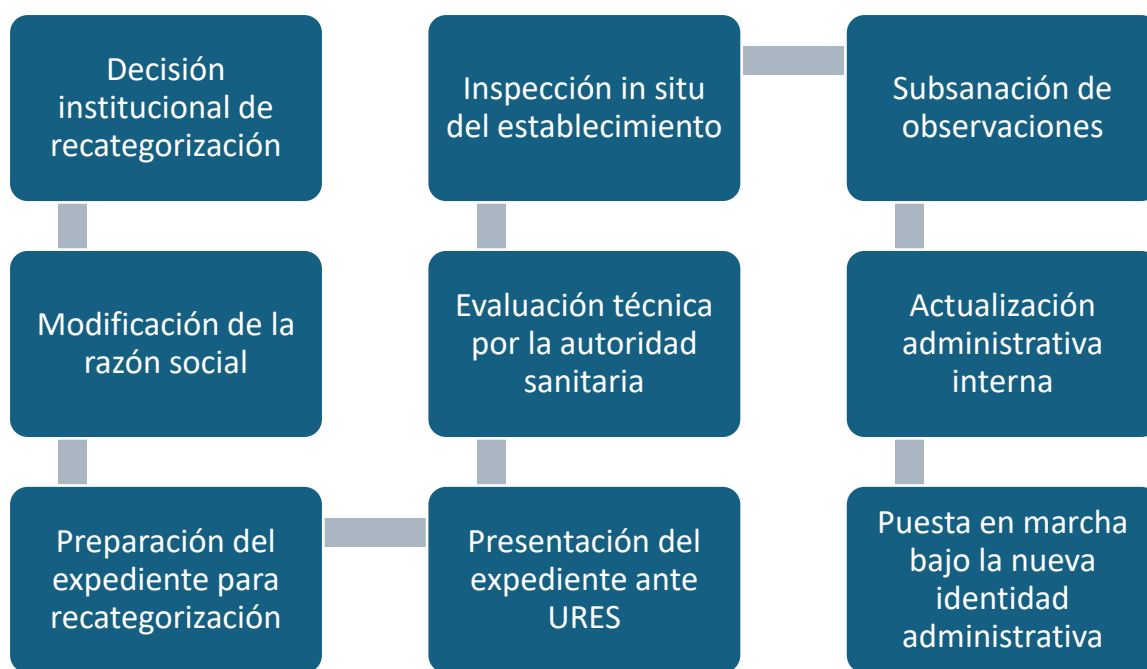 Decisión
institucional de
recategorización
Modificación de la
razón social
Preparación del
expediente para
recategorización
Presentación del
expediente ante
URES
Evaluación técnica
por la autoridad
sanitaria
Inspección in situ
del establecimiento
Subsanación de
observaciones
Actualización
administrativa
interna
Puesta en marcha
bajo la nueva
identidad
administrativa